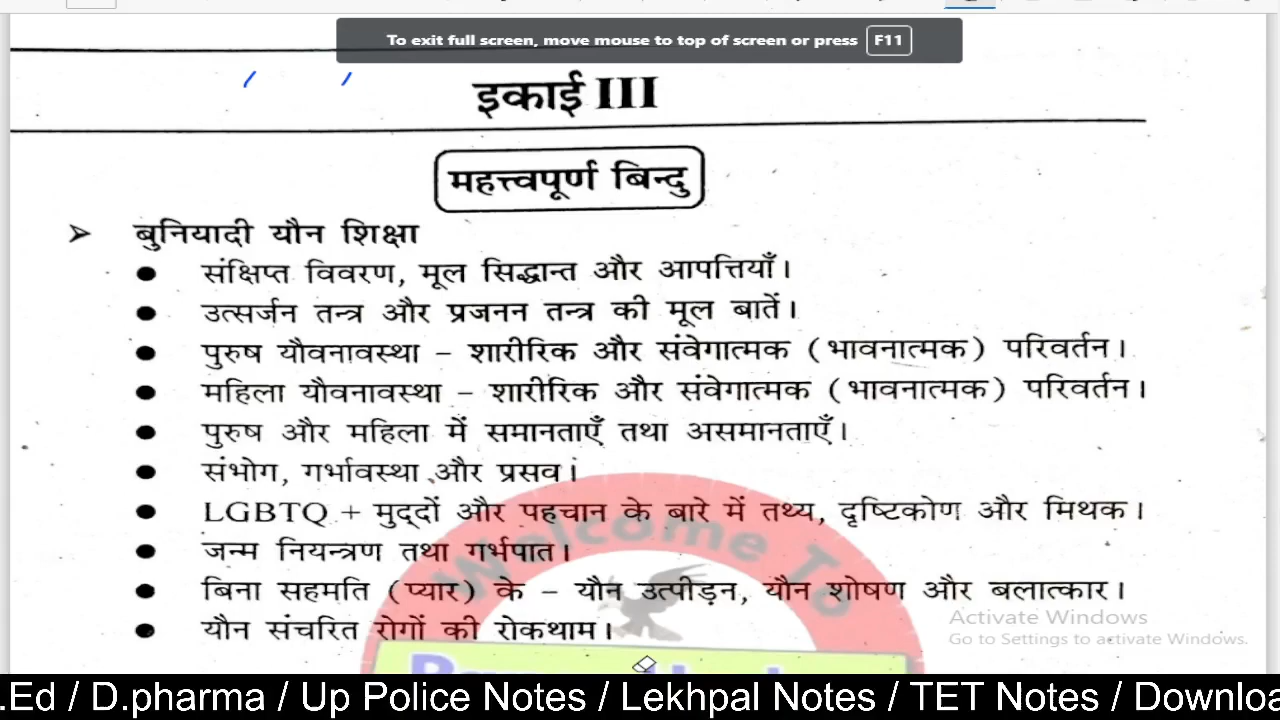 To exit full screen, move mouse to top of screen or press F11
इकाई III
महत्त्वपूर्ण बिन्दु
➤ बुनियादी यौन शिक्षा
● संक्षिप्त विवरण, मूल सिद्धान्त और आपत्तियाँ।
● उत्सर्जन तन्त्र और प्रजनन तन्त्र की मूल बातें।
● पुरुष यौवनावस्था – शारीरिक और संवेगात्मक (भावनात्मक) परिवर्तन।
● महिला यौवनावस्था – शारीरिक और संवेगात्मक (भावनात्मक) परिवर्तन।
● पुरुष और महिला में समानताएँ तथा असमानताएँ।
● संभोग, गर्भावस्था और प्रसव।
● LGBTQ + मुद्दों और पहचान के बारे में तथ्य, दृष्टिकोण और मिथक।
● जन्म नियन्त्रण तथा गर्भपात।
● बिना सहमति (प्यार) के – यौन उत्पीड़न, यौन शोषण और बलात्कार।
● यौन संचरित रोगों की रोकथाम।
Welcome To
Activate Windows
Go to Settings to activate Windows.
.Ed / D.pharma / Up Police Notes / Lekhpal Notes / TET Notes / Downloa